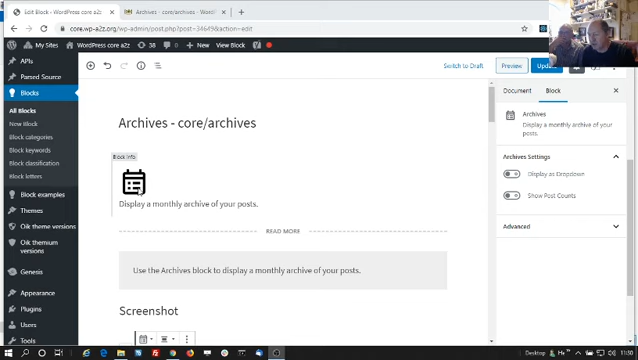 Edit Block ‹ WordPress core a2z
Archives - core/archives - Word
core.wp-a2z.org/wp-admin/post.php?post=34649&action=edit
My Sites WordPress core a2z 38 0 New View Block
APIs
Parsed Source
Blocks
All Blocks
New Block
Block categories
Block keywords
Block classification
Block letters
Block examples
Themes
Oik themes
Oik themium versions
Genesis
Appearance
Plugins
Users
Tools
Switch to Draft Preview Update
Archives - core/archives
Block info
Display a monthly archive of your posts.
READ MORE
Use the Archives block to display a monthly archive of your posts.
Screenshot
Document Block
Archives
Display a monthly archive of your posts.
Archives Settings
Display as Dropdown
Show Post Counts
Advanced
Desktop
11:50